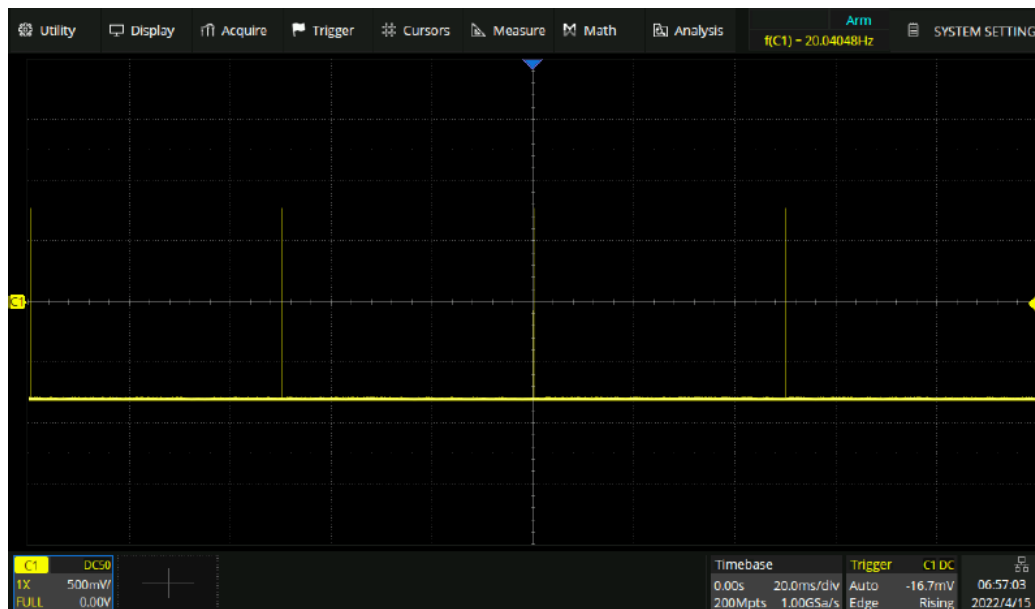 Utility Display Acquire Trigger Cursors Measure Math Analysis
Arm
f(C1) = 20.04048Hz
SYSTEM SETTING
C1
C1 DC50
1X 500mV/
FULL 0.00V
Timebase
0.00s 20.0ms/div
200Mpts 1.00GSa/s
Trigger C1 DC
Auto -16.7mV
Edge Rising
06:57:03
2022/4/15